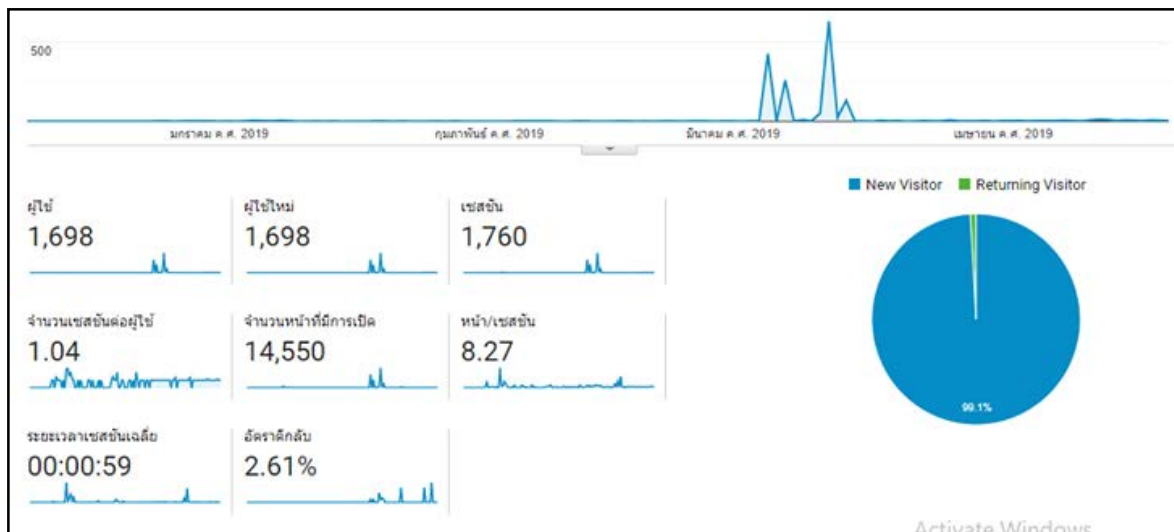 500
มกราคม ค.ศ. 2019
กุมภาพันธ์ ค.ศ. 2019
มีนาคม ค.ศ. 2019
เมษายน ค.ศ. 2019
New Visitor
Returning Visitor
ผู้ใช้
1,698
ผู้ใช้ใหม่
1,698
เซสชัน
1,760
จำนวนเซสชันต่อผู้ใช้
1.04
จำนวนหน้าที่มีการเปิด
14,550
หน้า/เซสชัน
8.27
99.1%
ระยะเวลาเซสชันเฉลี่ย
00:00:59
อัตราตีกลับ
2.61%
Activate Windows